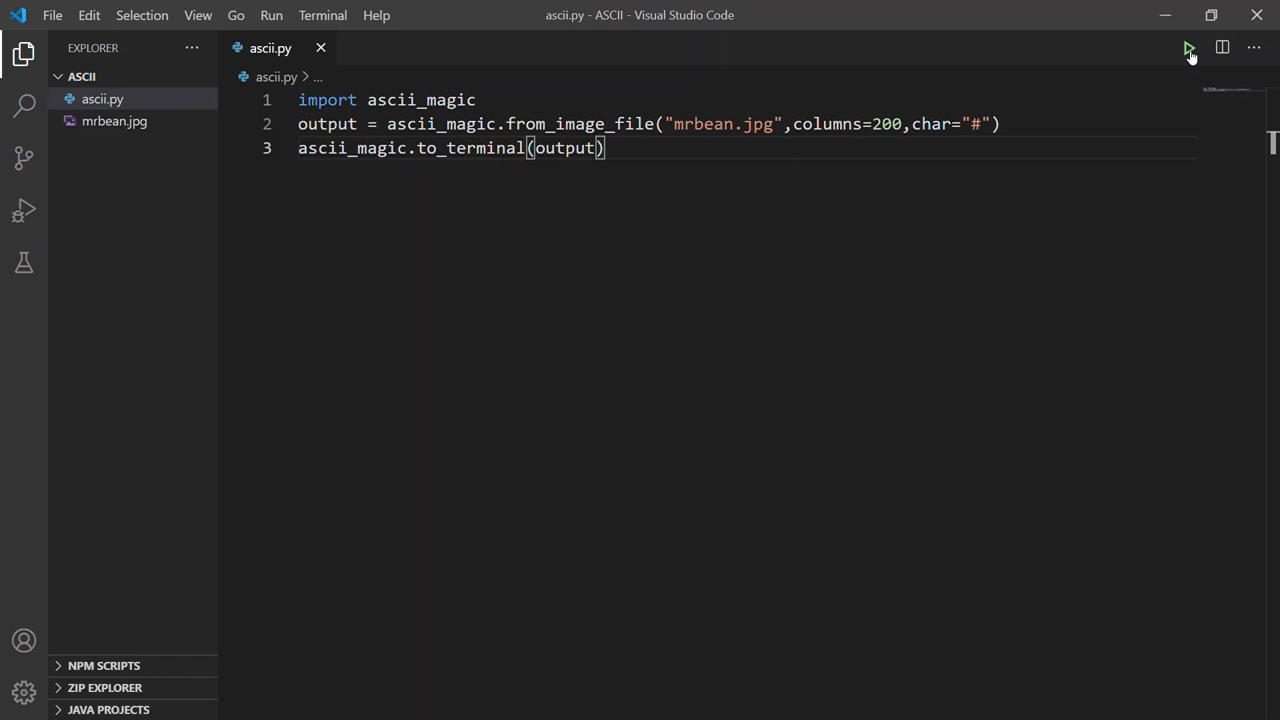 File Edit Selection View Go Run Terminal Help ascii.py - ASCII - Visual Studio Code
EXPLORER ··· ascii.py
ASCII ascii.py > ...
ascii.py
mrbean.jpg
1 import ascii_magic
2 output = ascii_magic.from_image_file("mrbean.jpg",columns=200,char="#")
3 ascii_magic.to_terminal(output)
NPM SCRIPTS
ZIP EXPLORER
JAVA PROJECTS